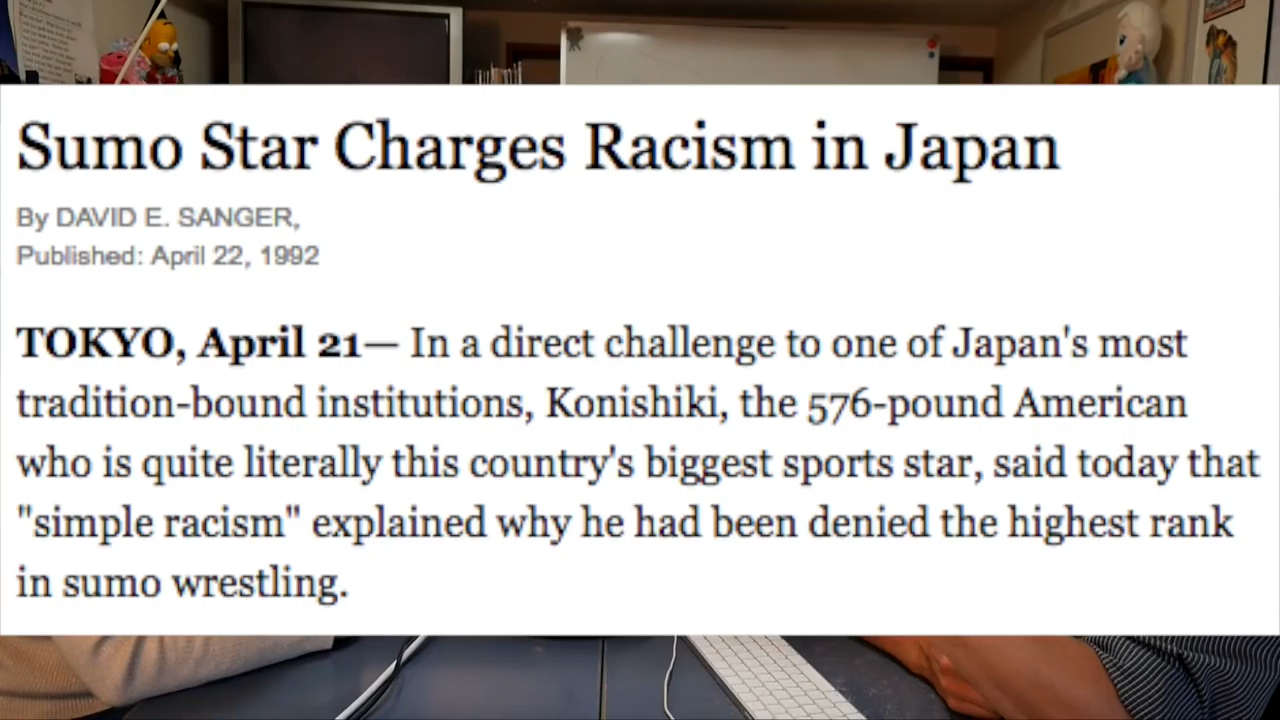 Sumo Star Charges Racism in Japan
By DAVID E. SANGER,
Published: April 22, 1992
TOKYO, April 21— In a direct challenge to one of Japan's most
tradition-bound institutions, Konishiki, the 576-pound American
who is quite literally this country's biggest sports star, said today that
"simple racism" explained why he had been denied the highest rank
in sumo wrestling.